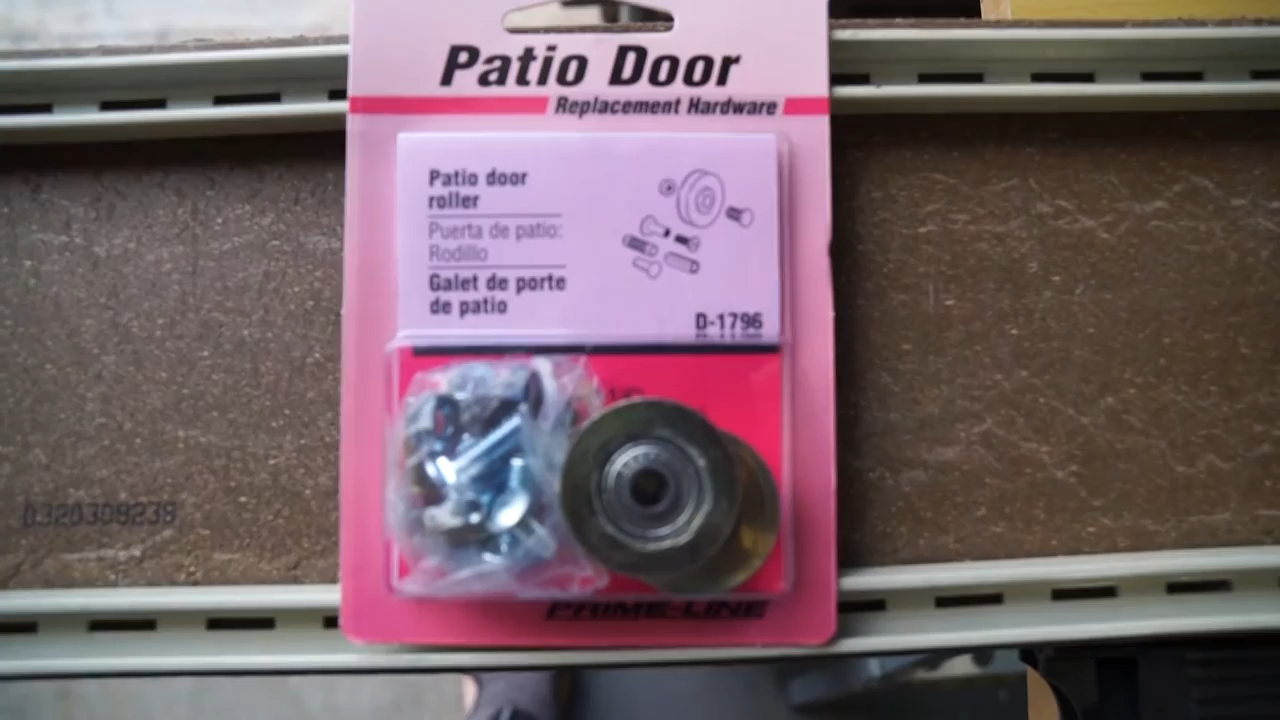 Patio Door
Replacement Hardware
Patio door
roller
Puerta de patio:
Rodillo
Galet de porte
de patio
D-1796
PRIME-LINE
0320309238